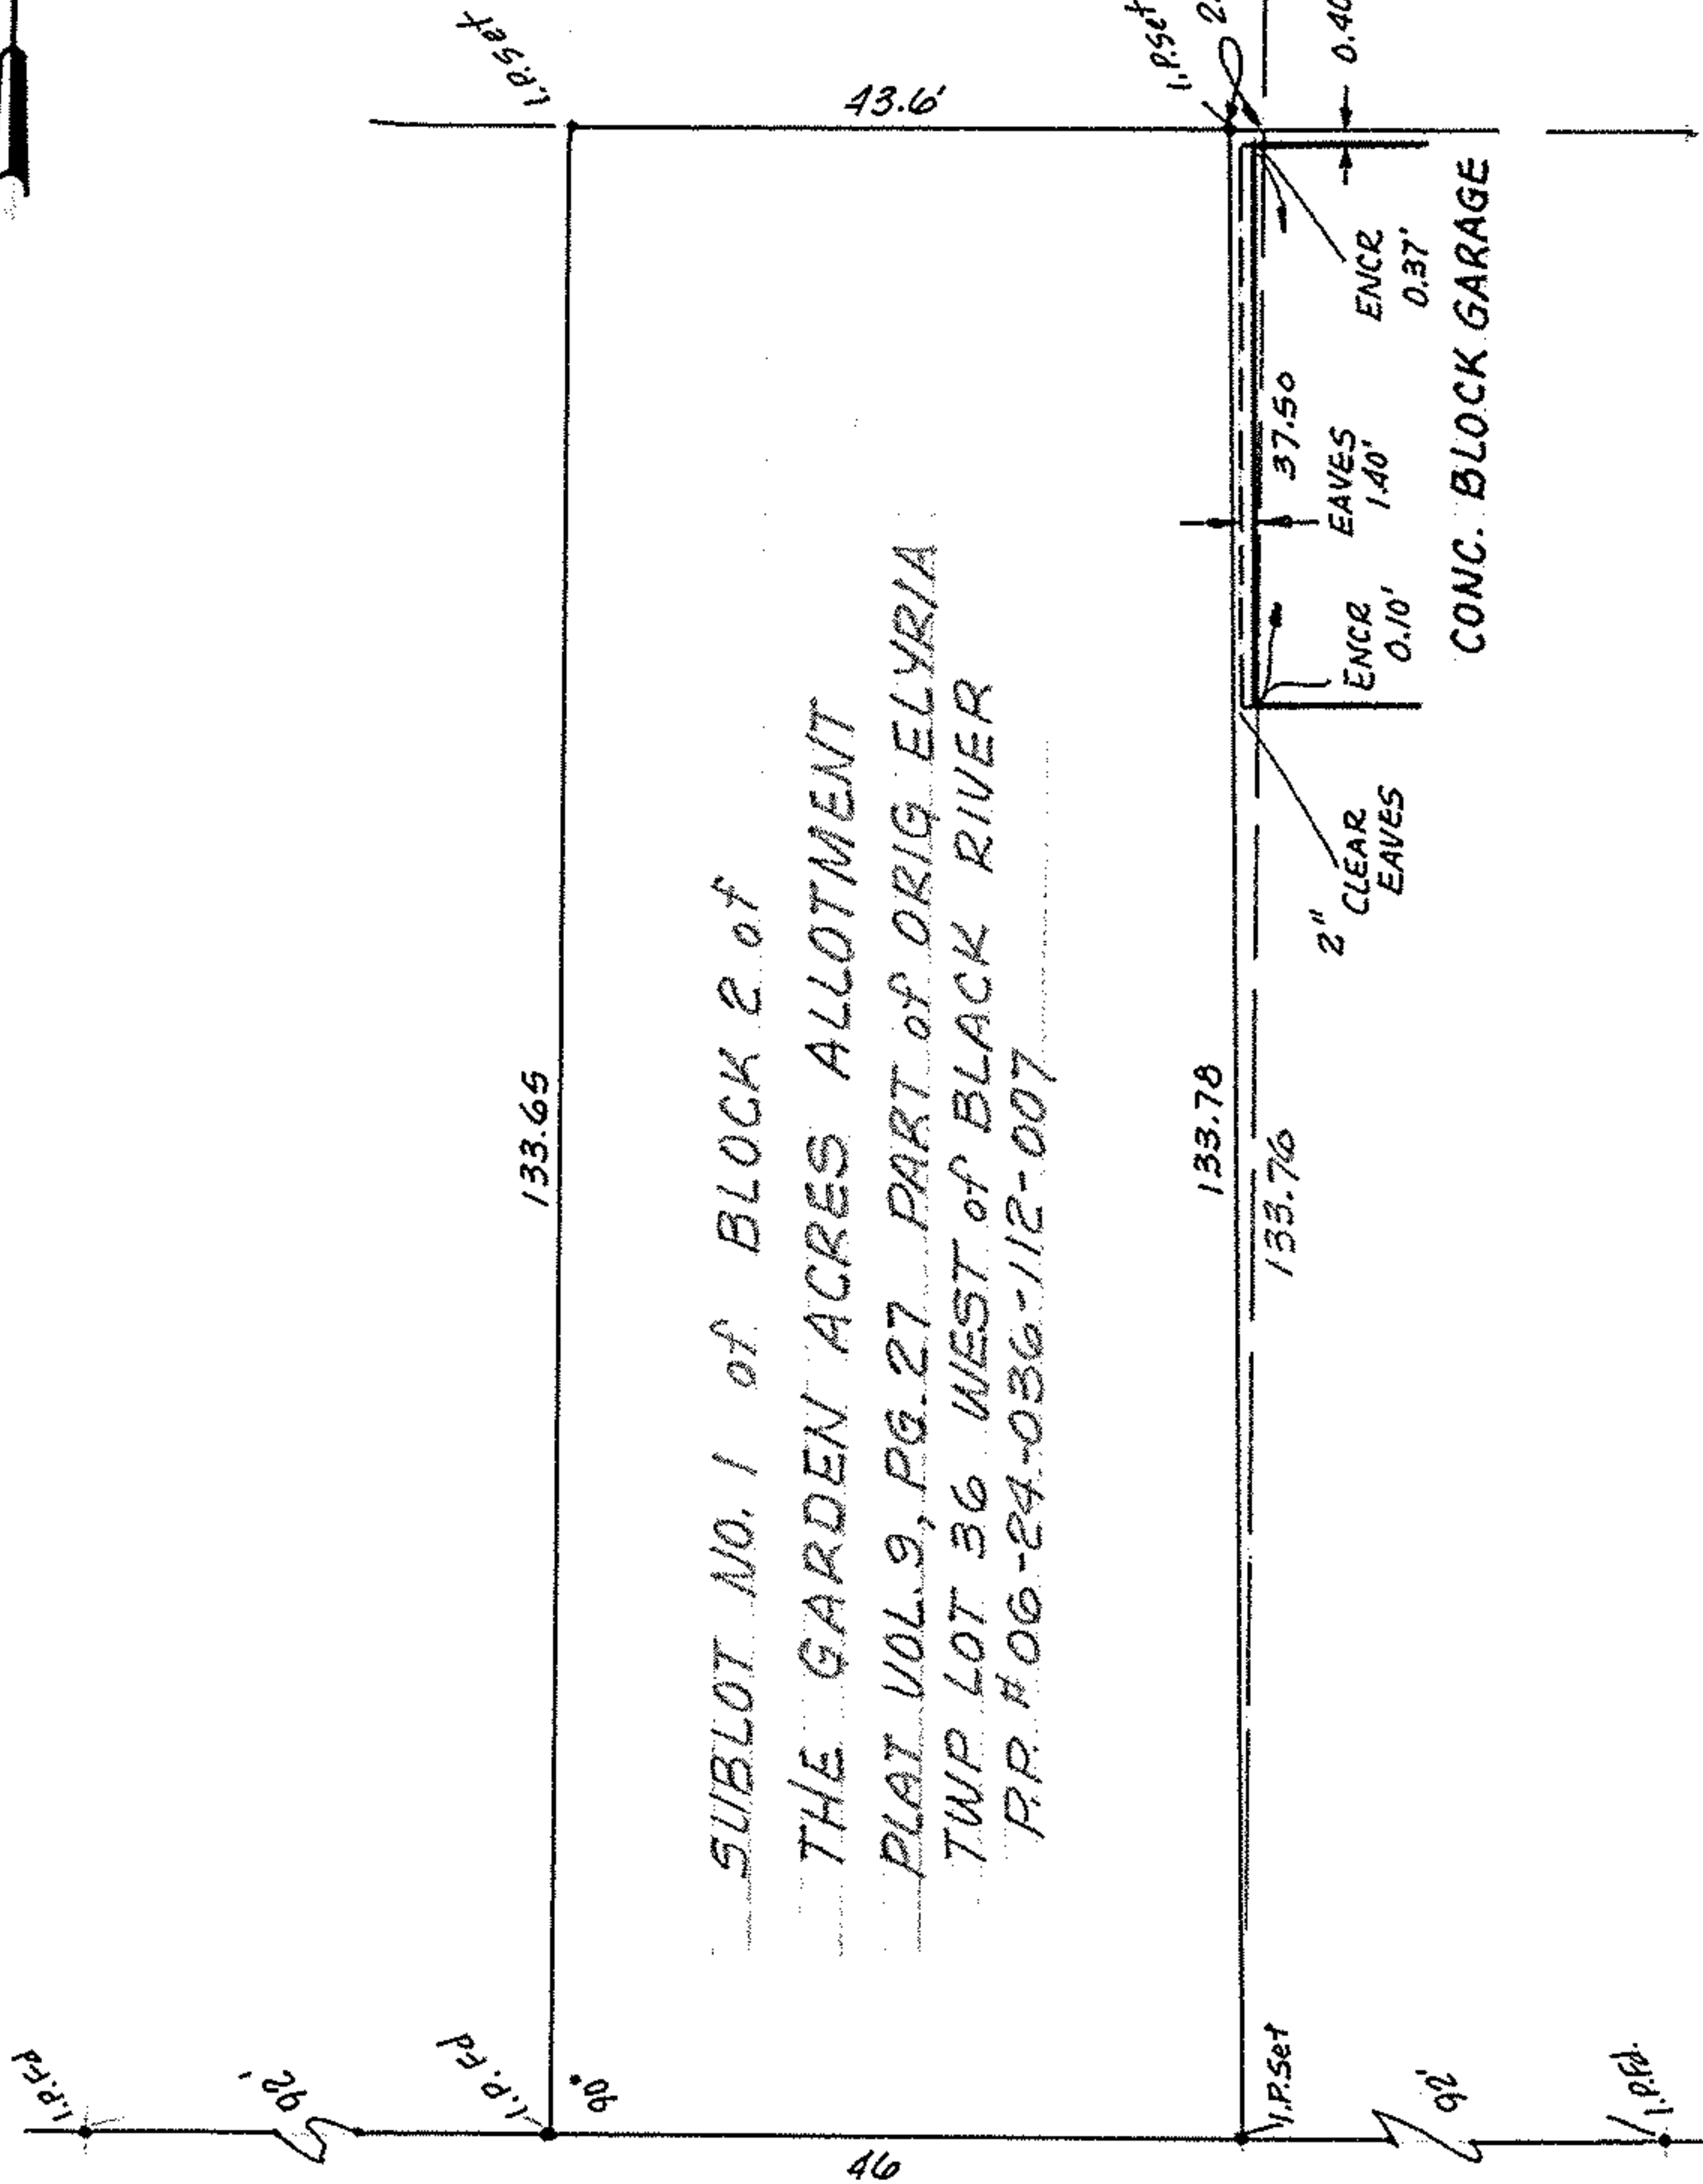 I.P. Set
43.6'
I.P. Set
0.40
133.65
SUBLOT NO. 1 of BLOCK 2 of
THE GARDEN ACRES ALLOTMENT
PLAT VOL. 9, PG. 27 PART of ORIG ELYRIA
TWP LOT 36 WEST of BLACK RIVER
P.P. # 06-24-036-112-007
133.78
133.76
37.50
ENCR
0.37'
EAVES
1.40'
ENCR
0.10'
2" CLEAR
EAVES
CONC. BLOCK GARAGE
I.P. Fd
92'
I.P. Fd
90°
46
I.P. Set
92'
I.P. Fd.